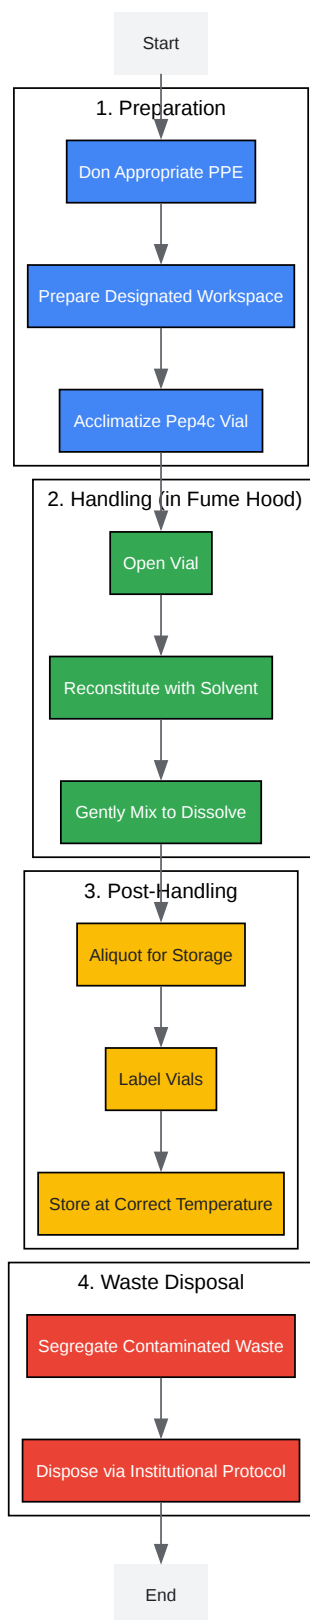 Start
1. Preparation
Don Appropriate PPE
Prepare Designated Workspace
Acclimatize Pep4c Vial
2. Handling (in Fume Hood)
Open Vial
Reconstitute with Solvent
Gently Mix to Dissolve
3. Post-Handling
Aliquot for Storage
Label Vials
Store at Correct Temperature
4. Waste Disposal
Segregate Contaminated Waste
Dispose via Institutional Protocol
End